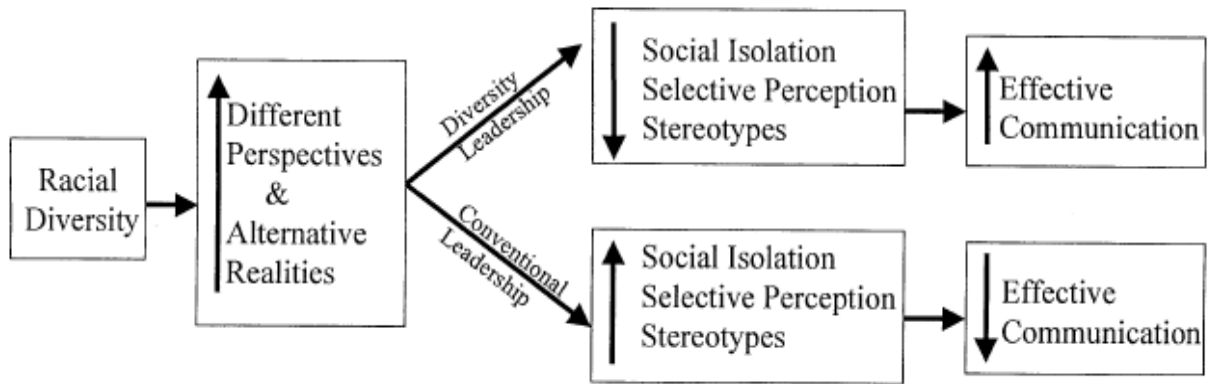 Racial
Diversity
Different
Perspectives
&
Alternative
Realities
Diversity
Leadership
Social Isolation
Selective Perception
Stereotypes
Effective
Communication
Conventional
Leadership
Social Isolation
Selective Perception
Stereotypes
Effective
Communication